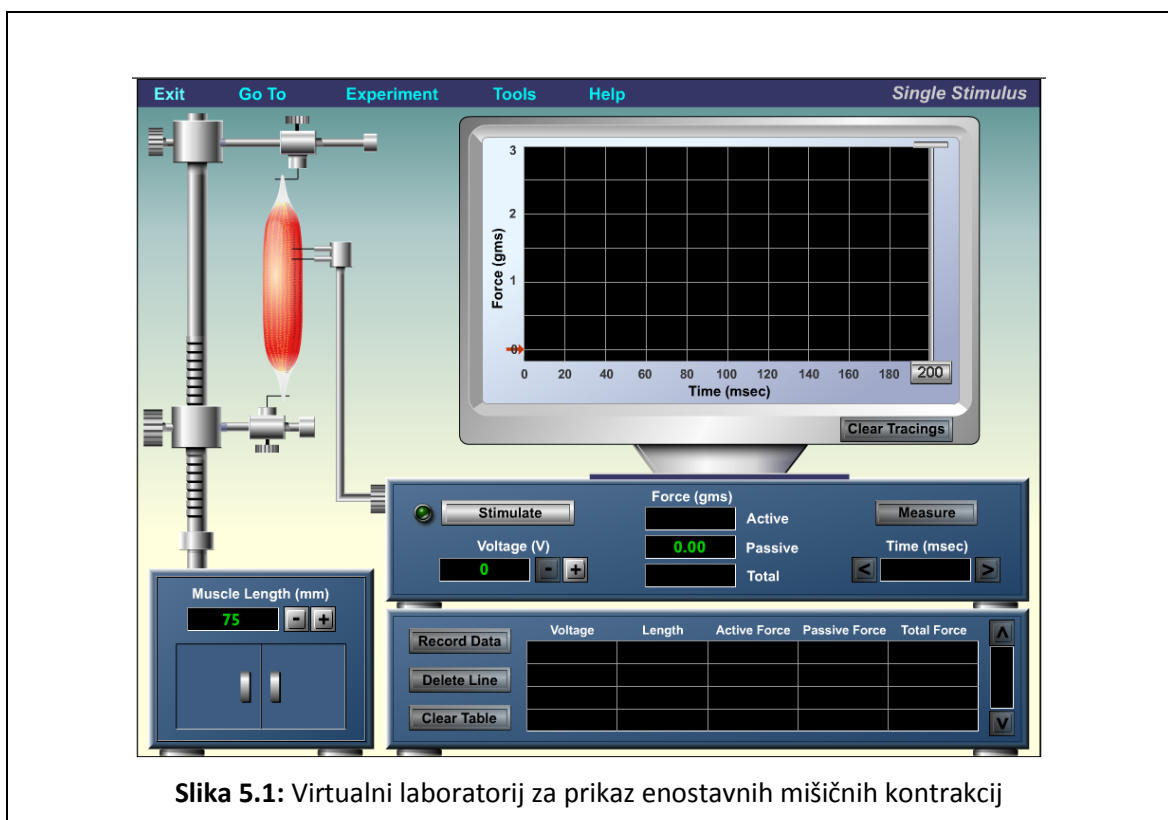 Exit Go To Experiment Tools Help Single Stimulus
3
2
1
0
Force (gms)
0 20 40 60 80 100 120 140 160 180 200
Time (msec)
Clear Tracings
Stimulate
Voltage (V)
0 - +
Force (gms)
Active
0.00 Passive
Total
Measure
Time (msec)
< >
Muscle Length (mm)
75 - +
Record Data
Delete Line
Clear Table
Voltage Length Active Force Passive Force Total Force
Slika 5.1: Virtualni laboratorij za prikaz enostavnih mišičnih kontrakcij